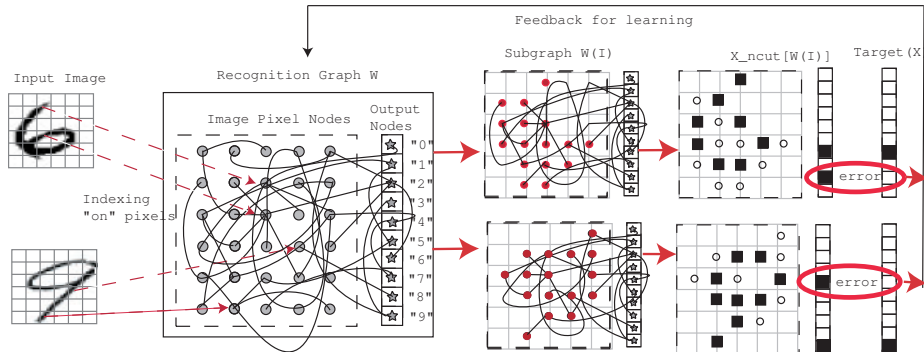 Feedback for learning
Input Image
Recognition Graph W
Subgraph W(I)
X_ncut[W(I)]
Target(X
Image Pixel Nodes
Output
Nodes
"0"
"1"
"2"
"3"
"4"
"5"
"6"
"7"
"8"
"9"
Indexing
"on" pixels
error
error